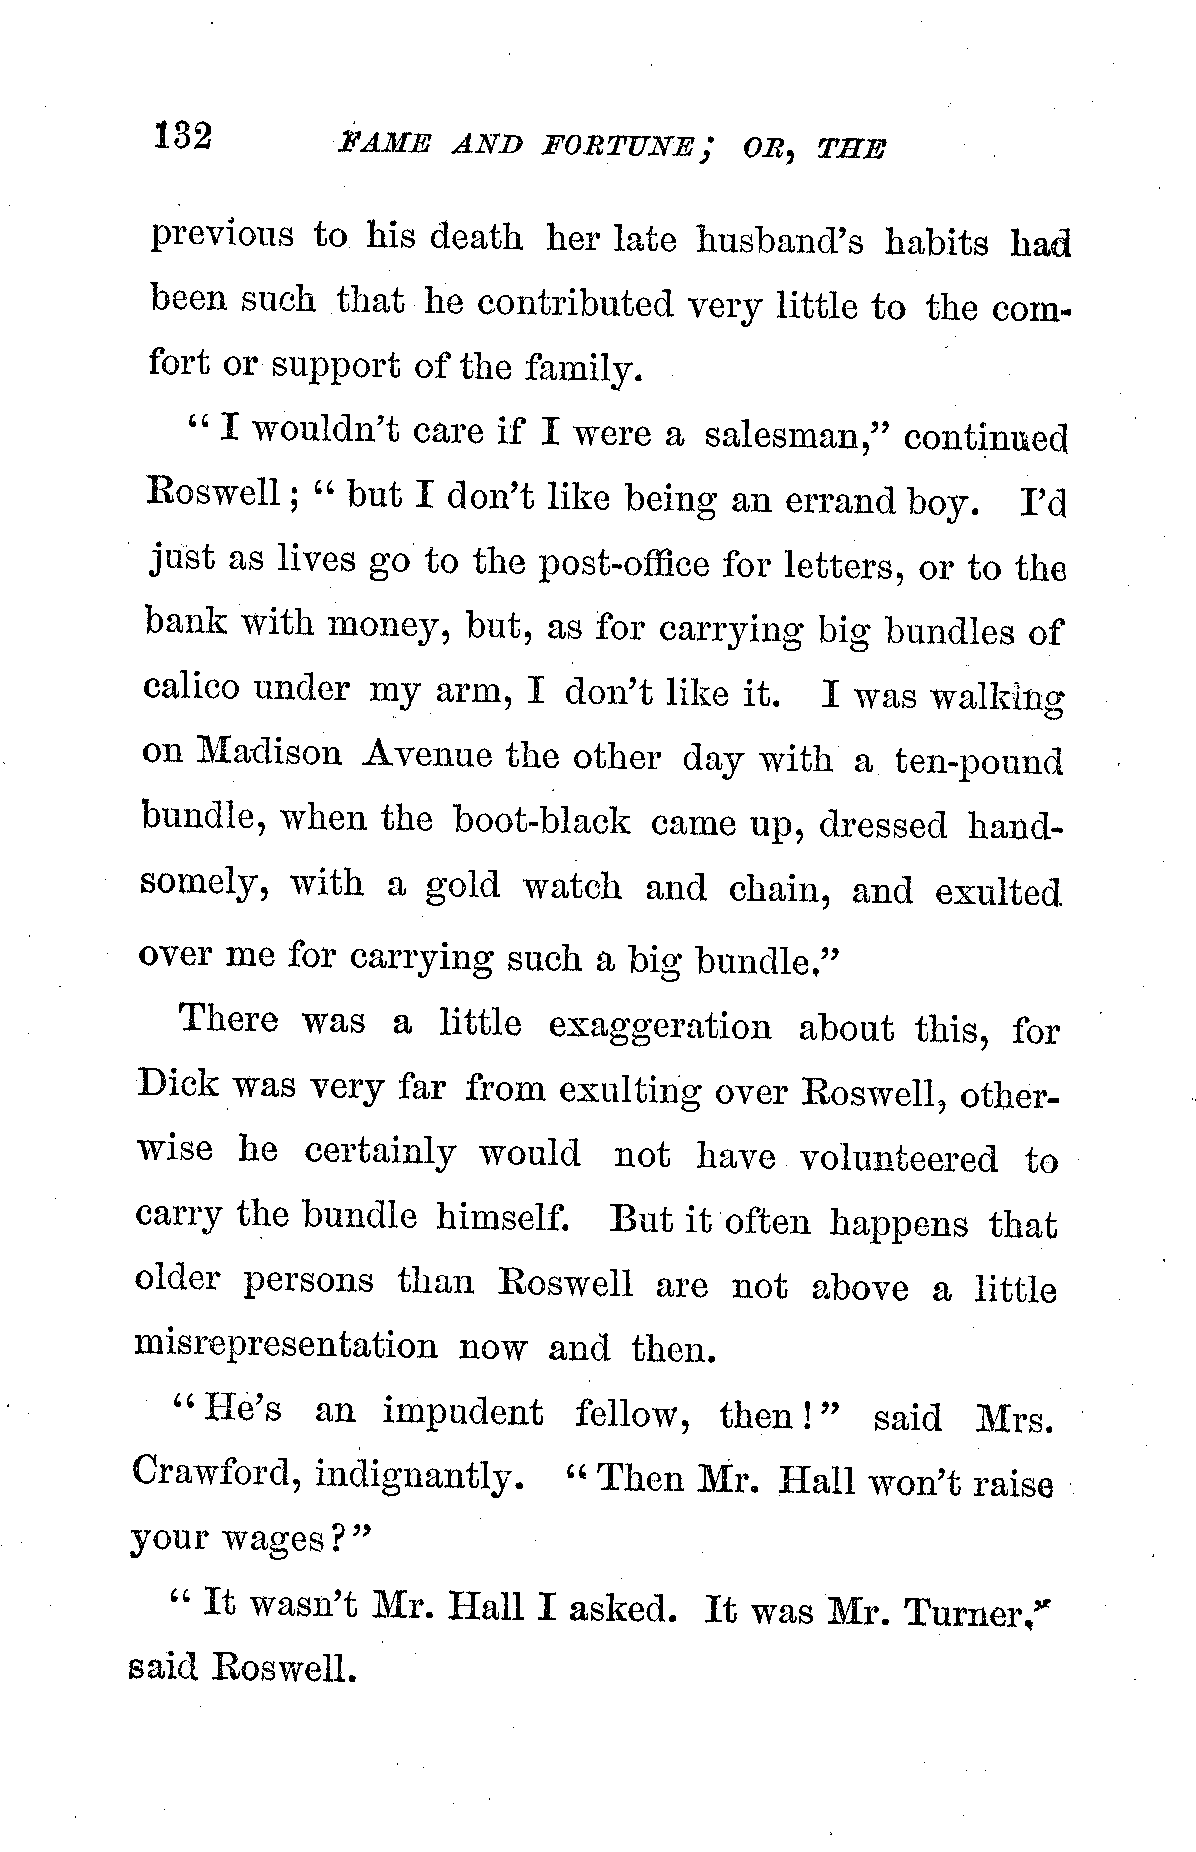 132 FAME AND FORTUNE; OR, THE
previous to his death her late husband's habits had
been such that he contributed very little to the com-
fort or support of the family.
"I wouldn't care if I were a salesman," continued
Roswell; "but I don't like being an errand boy. I'd
just as lives go to the post-office for letters, or to the
bank with money, but, as for carrying big bundles of
calico under my arm, I don't like it. I was walking
on Madison Avenue the other day with a ten-pound
bundle, when the boot-black came up, dressed hand-
somely, with a gold watch and chain, and exulted
over me for carrying such a big bundle."
There was a little exaggeration about this, for
Dick was very far from exulting over Roswell, other-
wise he certainly would not have volunteered to
carry the bundle himself. But it often happens that
older persons than Roswell are not above a little
misrepresentation now and then.
"He's an impudent fellow, then!" said Mrs.
Crawford, indignantly. "Then Mr. Hall won't raise
your wages?"
"It wasn't Mr. Hall I asked. It was Mr. Turner,"
said Roswell.